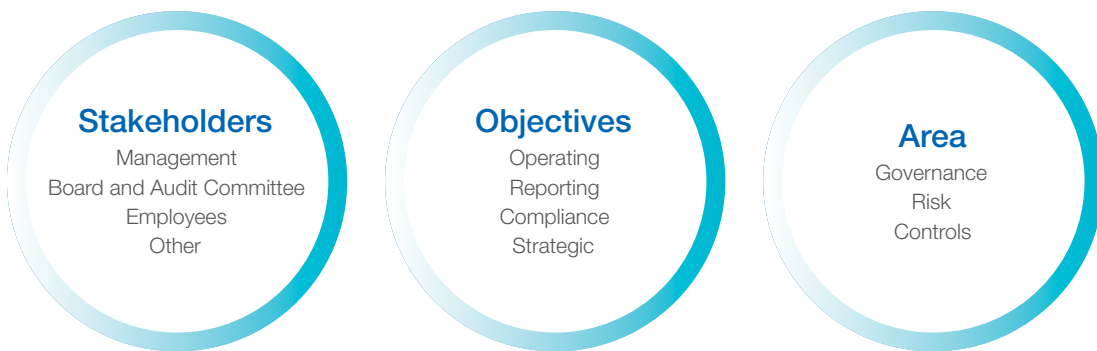 Stakeholders
Management
Board and Audit Committee
Employees
Other
Objectives
Operating
Reporting
Compliance
Strategic
Area
Governance
Risk
Controls